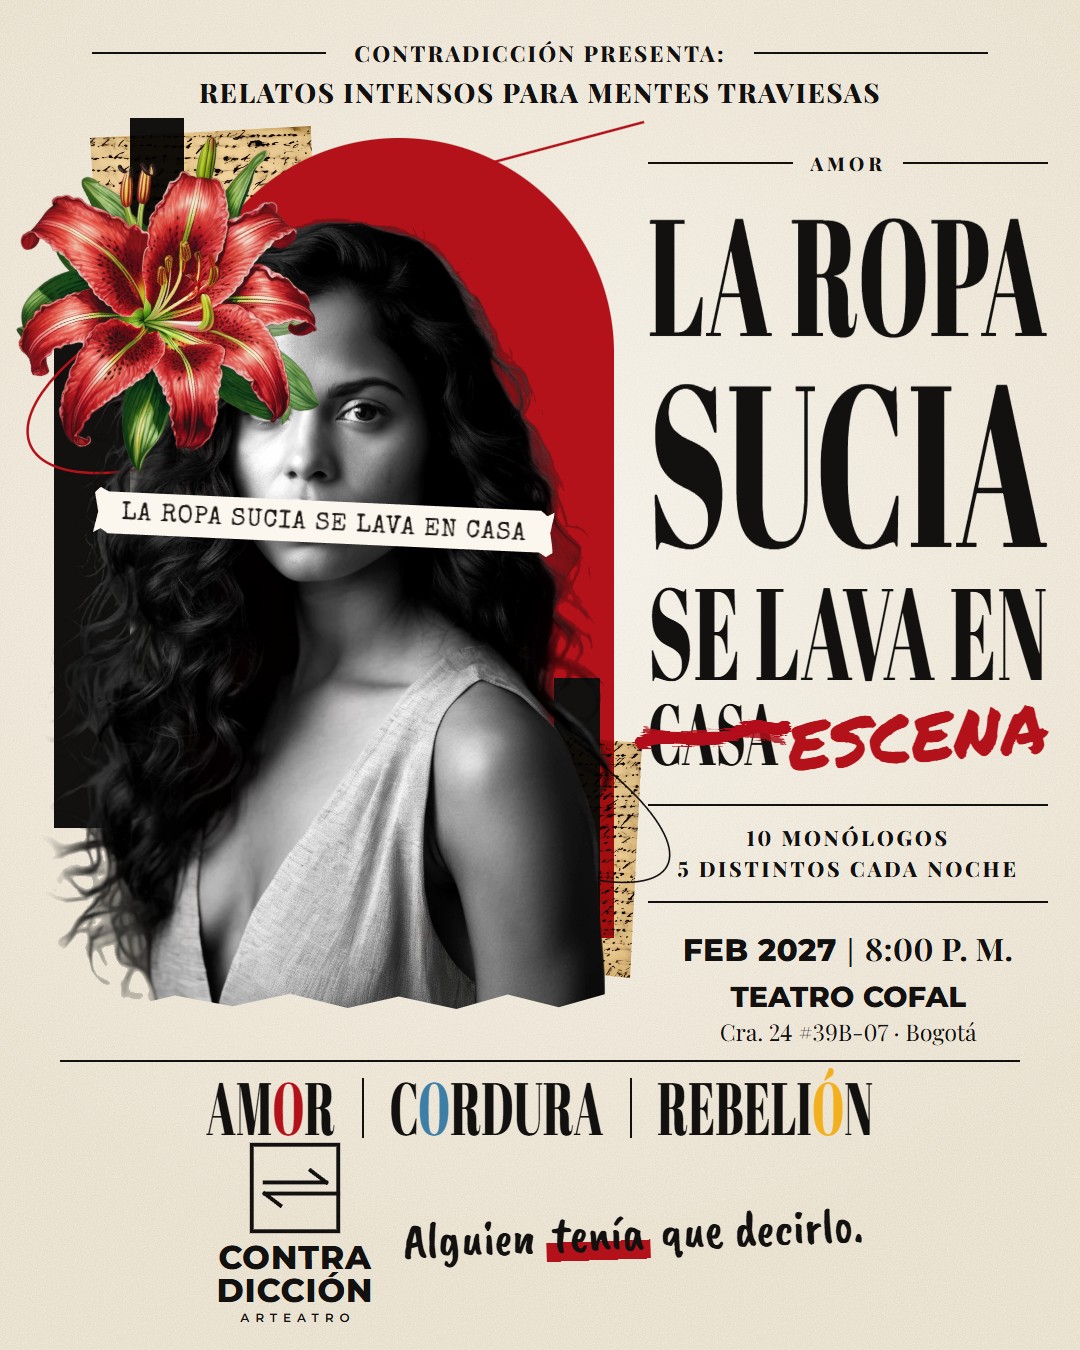 CONTRADICCIÓN PRESENTA:
RELATOS INTENSOS PARA MENTES TRAVIESAS
AMOR
LA ROPA
SUCIA
SE LAVA EN
CASA ESCENA
LA ROPA SUCIA SE LAVA EN CASA
10 MONÓLOGOS
5 DISTINTOS CADA NOCHE
FEB 2027 | 8:00 P. M.
TEATRO COFAL
Cra. 24 #39B-07 · Bogotá
AMOR | CORDURA | REBELIÓN
CONTRA
DICCIÓN
ARTEATRO
Alguien tenía que decirlo.